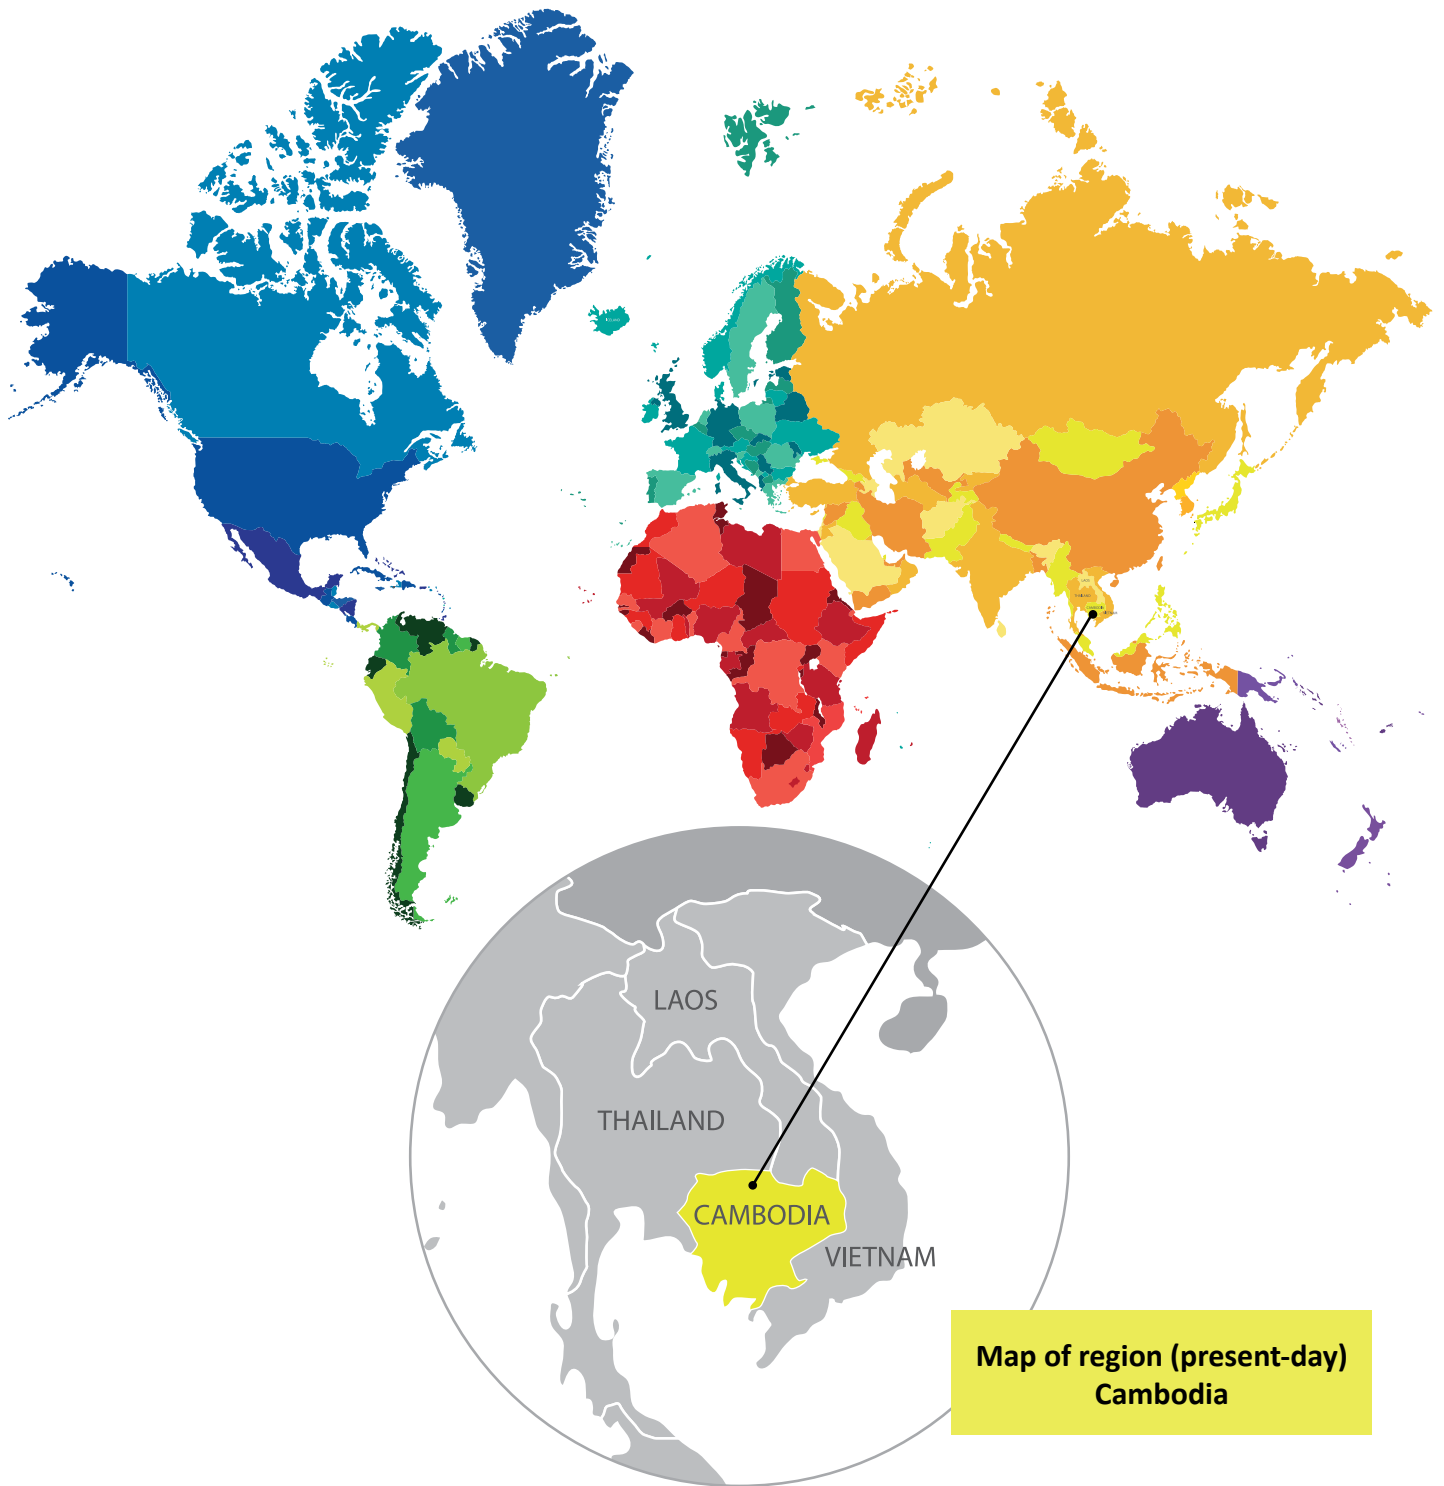 LAOS
THAILAND
CAMBODIA
VIETNAM
Map of region (present-day)
Cambodia